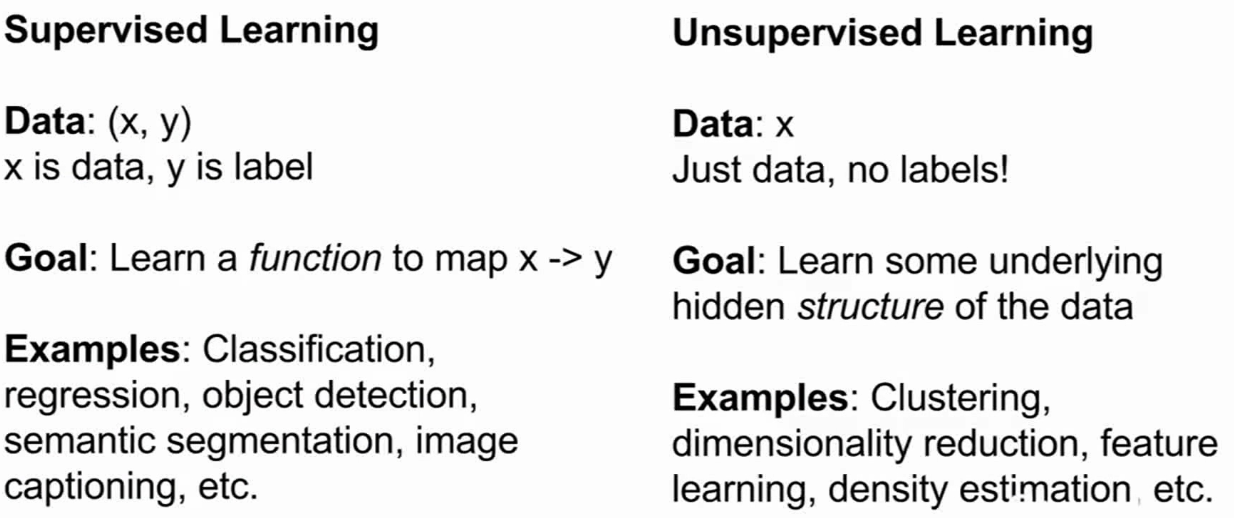 Supervised Learning
Data: (x, y)
x is data, y is label
Goal: Learn a function to map x -> y
Examples: Classification,
regression, object detection,
semantic segmentation, image
captioning, etc.
Unsupervised Learning
Data: x
Just data, no labels!
Goal: Learn some underlying
hidden structure of the data
Examples: Clustering,
dimensionality reduction, feature
learning, density estimation, etc.